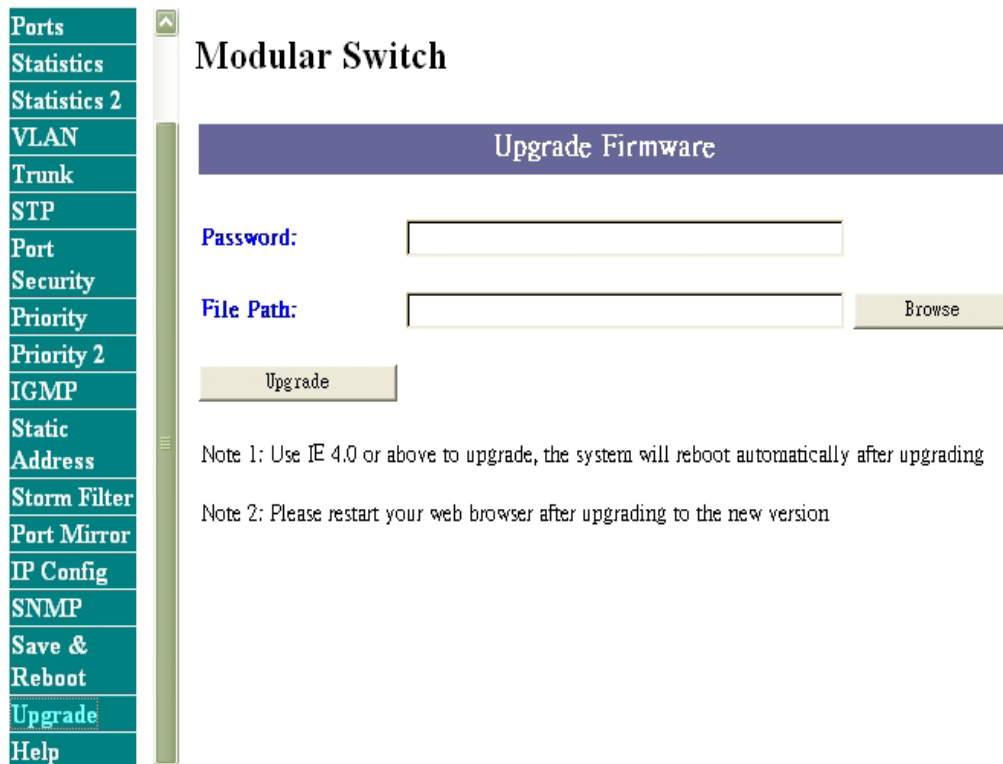 Ports
Statistics
Statistics 2
VLAN
Trunk
STP
Port
Security
Priority
Priority 2
IGMP
Static
Address
Storm Filter
Port Mirror
IP Config
SNMP
Save &
Reboot
Upgrade
Help
Modular Switch
Upgrade Firmware
Password:
File Path:
Browse
Upgrade
Note 1: Use IE 4.0 or above to upgrade, the system will reboot automatically after upgrading
Note 2: Please restart your web browser after upgrading to the new version